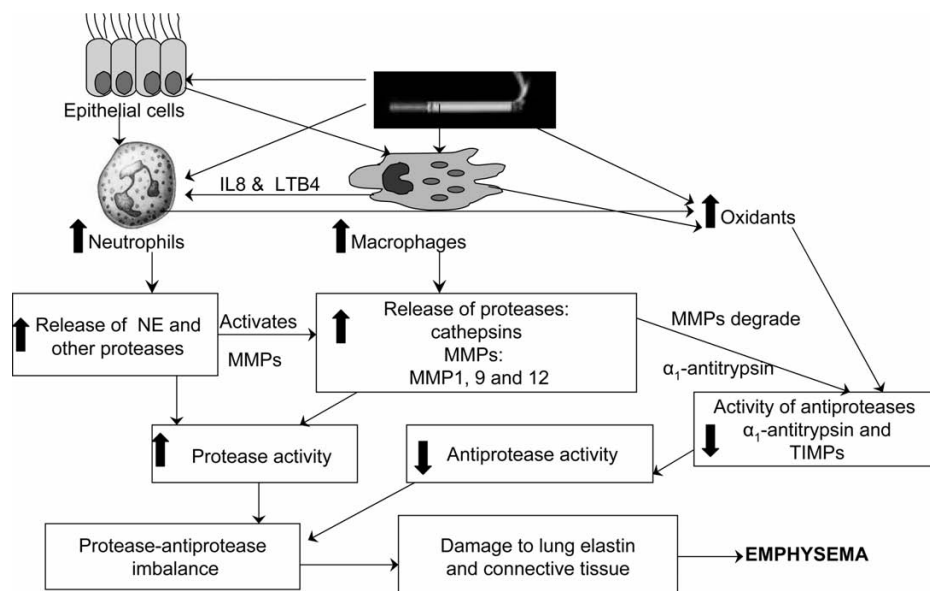 Epithelial cells
IL8 & LTB4
Neutrophils
Macrophages
Oxidants
Release of NE and
other proteases
Activates
MMPs
Release of proteases:
cathepsins
MMPs:
MMP1, 9 and 12
MMPs degrade
α₁-antitrypsin
Activity of antiproteases
α₁-antitrypsin and
TIMPs
Protease activity
Antiprotease activity
Protease-antiprotease
imbalance
Damage to lung elastin
and connective tissue
EMPHYSEMA